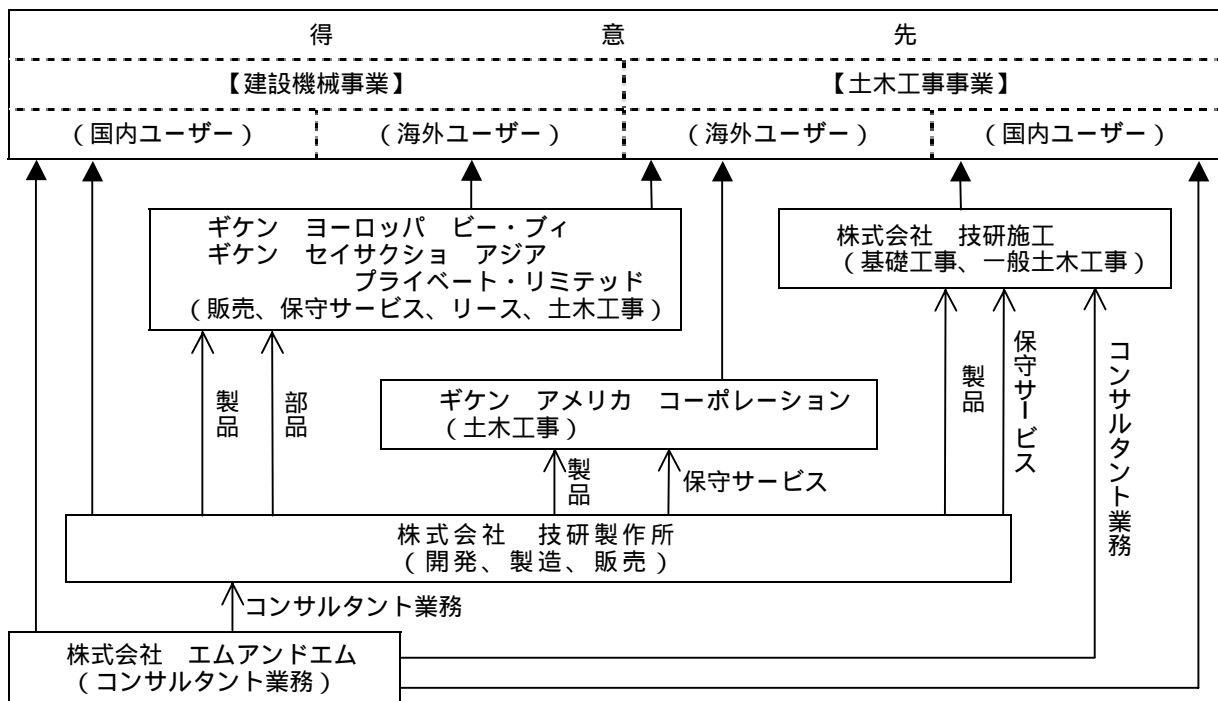 得意先
【建設機械事業】
【土木工事事業】
(国内ユーザー)
(海外ユーザー)
(海外ユーザー)
(国内ユーザー)
ギケン ヨーロッパ ビー・ブィ
ギケン セイサクショ アジア
プライベート・リミテッド
(販売、保守サービス、リース、土木工事)
株式会社 技研施工
(基礎工事、一般土木工事)
製品
部品
ギケン アメリカ コーポレーション
(土木工事)
製品
保守サービス
製品
保守サービス
コンサルタント業務
株式会社 技研製作所
(開発、製造、販売)
コンサルタント業務
株式会社 エムアンドエム
(コンサルタント業務)